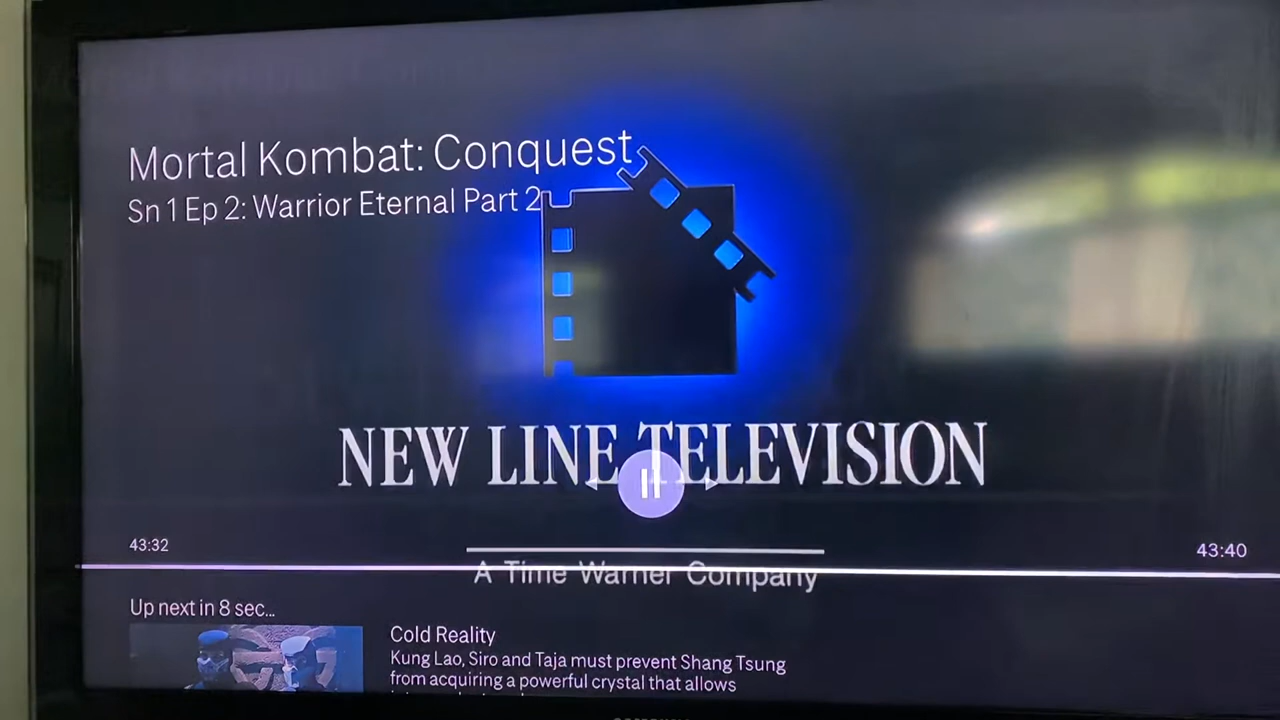 Mortal Kombat: Conquest
Sn 1 Ep 2: Warrior Eternal Part 2
NEW LINE TELEVISION
43:32
43:40
A Time Warner Company
Up next in 8 sec...
Cold Reality
Kung Lao, Siro and Taja must prevent Shang Tsung
from acquiring a powerful crystal that allows